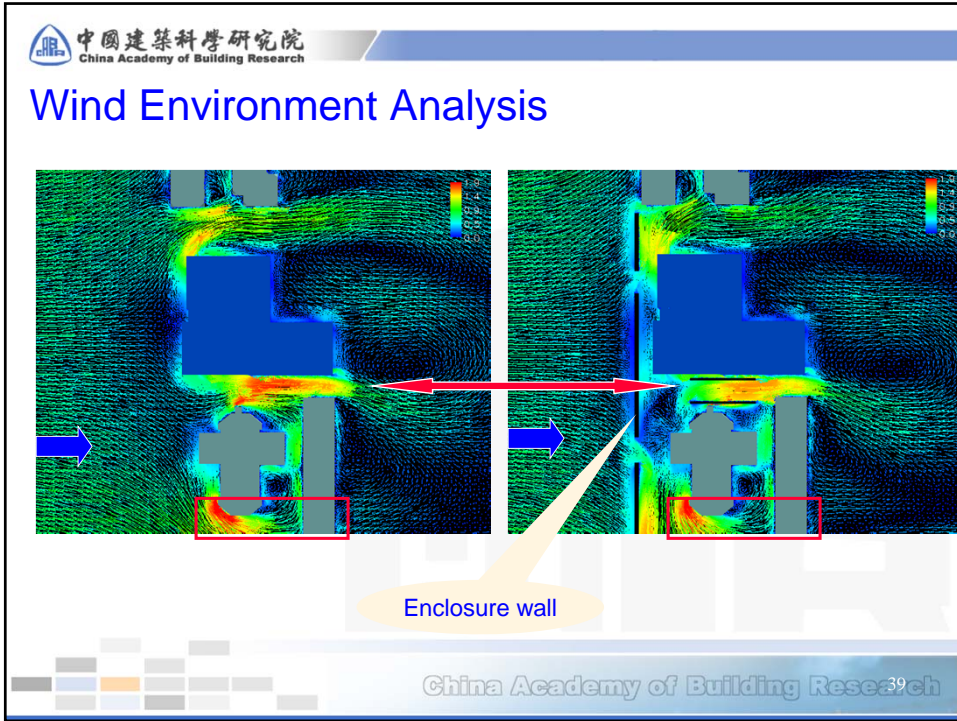 中國建築科學研究院
China Academy of Building Research
Wind Environment Analysis
Enclosure wall
China Academy of Building Research
39